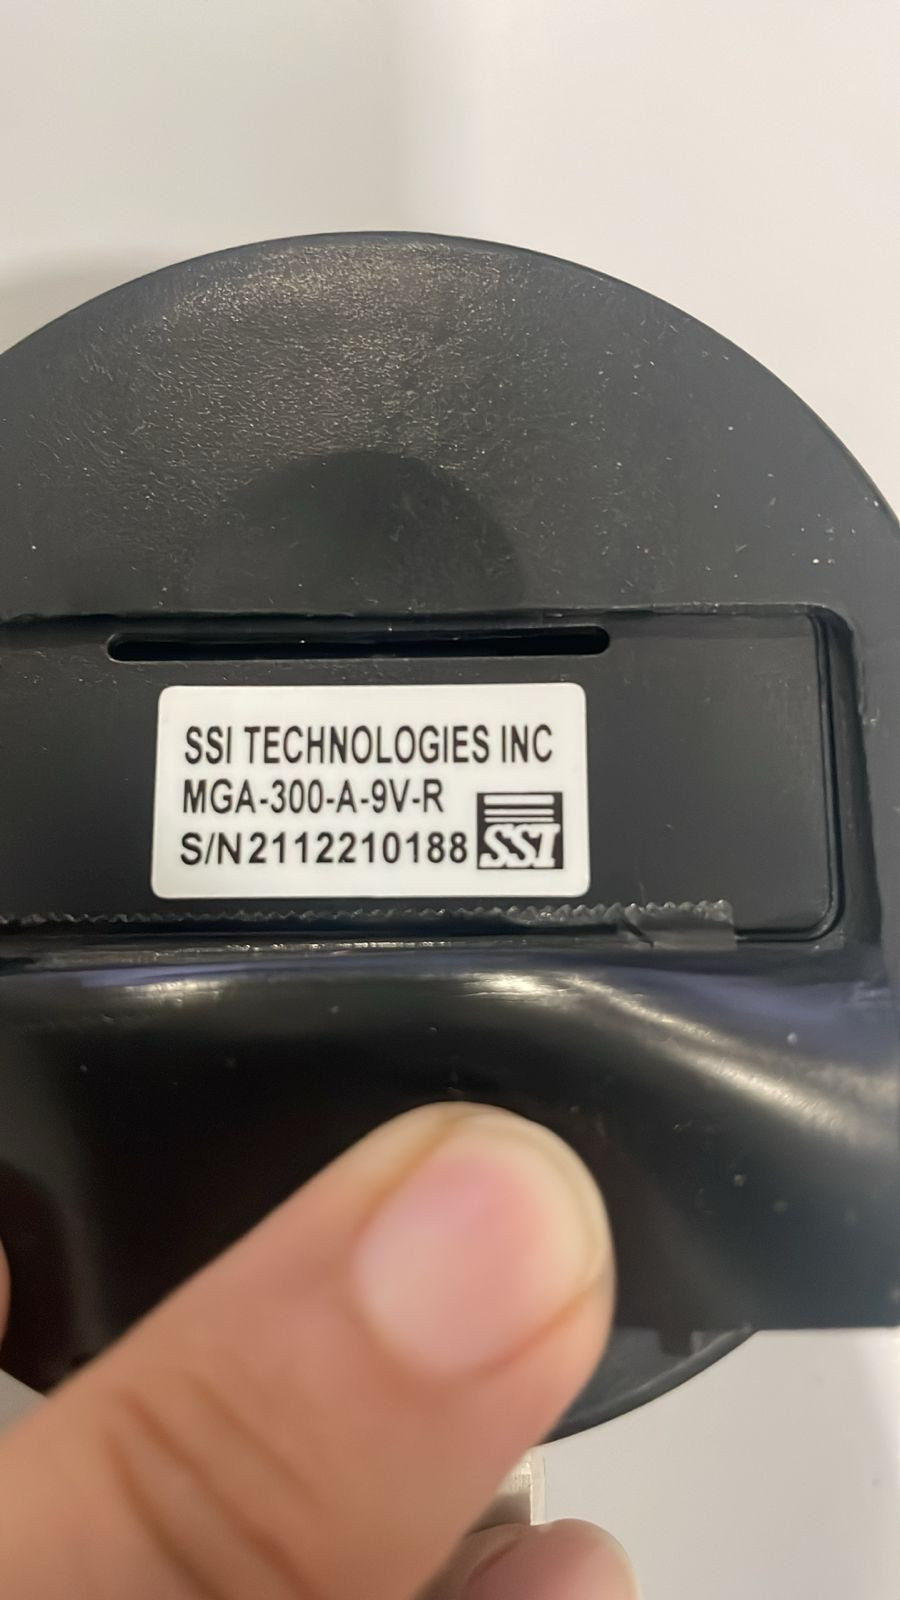 SSI TECHNOLOGIES INC
MGA-300-A-9V-R
S/N2112210188
SSI